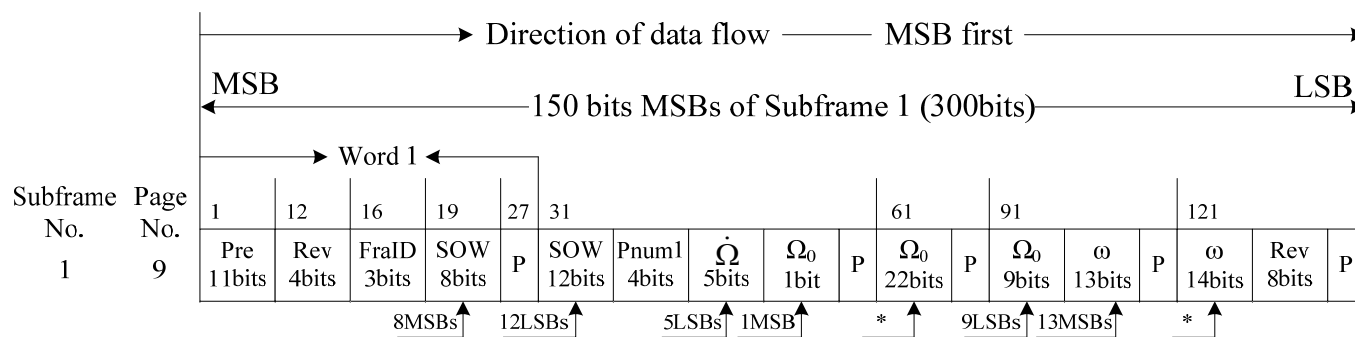 Direction of data flow MSB first
MSB LSB
150 bits MSBs of Subframe 1 (300bits)
Word 1
Subframe No. Page No.
1 12 16 19 27 31 61 91 121
1 9
Pre 11bits Rev 4bits FraID 3bits SOW 8bits P SOW 12bits Pnum1 4bits Ω̇ 5bits Ω₀ 1bit P Ω₀ 22bits P Ω₀ 9bits ω 13bits P ω 14bits Rev 8bits P
8MSBs 12LSBs 5LSBs 1MSB * 9LSBs 13MSBs *